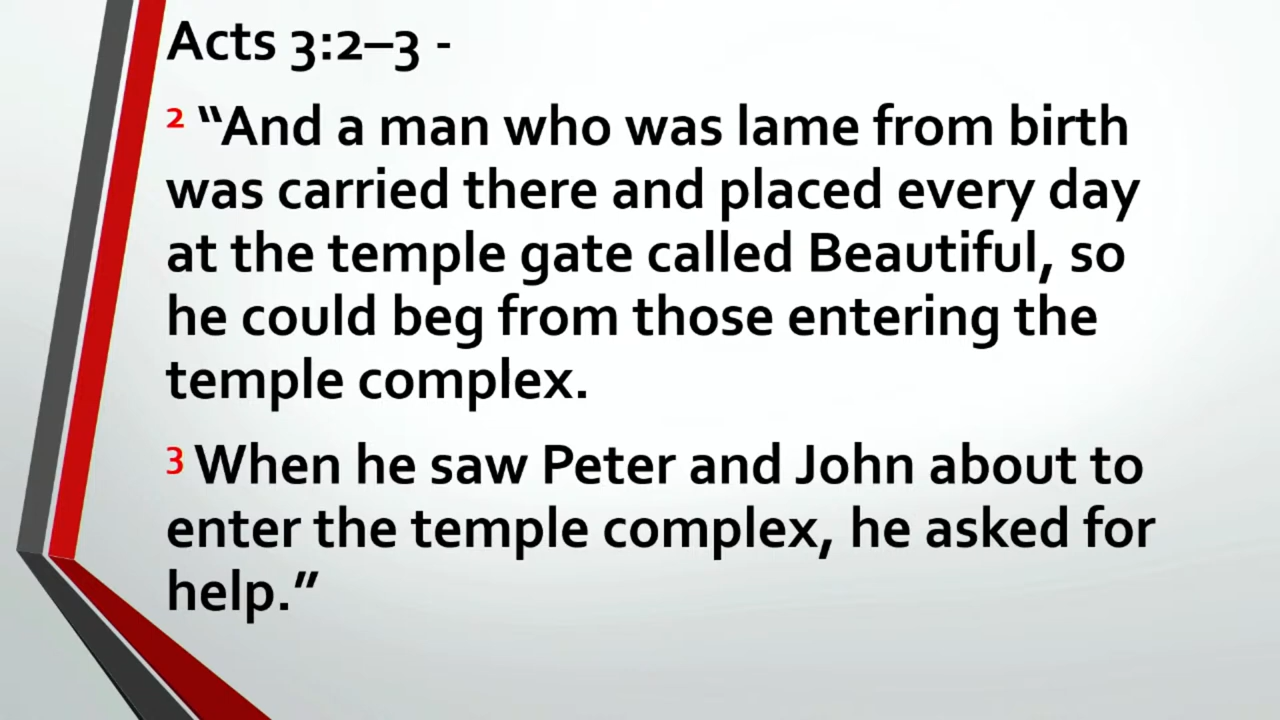 Acts 3:2–3 -
2 “And a man who was lame from birth
was carried there and placed every day
at the temple gate called Beautiful, so
he could beg from those entering the
temple complex.
3 When he saw Peter and John about to
enter the temple complex, he asked for
help.”